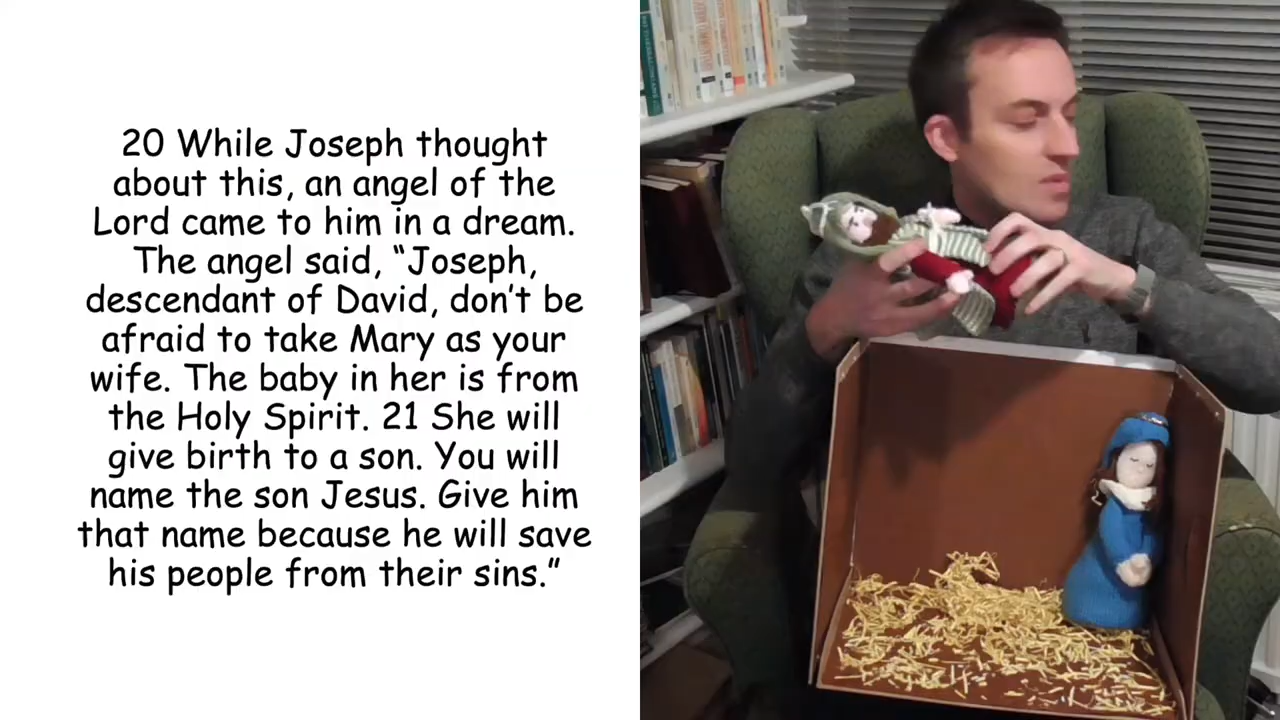 20 While Joseph thought
about this, an angel of the
Lord came to him in a dream.
The angel said, “Joseph,
descendant of David, don’t be
afraid to take Mary as your
wife. The baby in her is from
the Holy Spirit. 21 She will
give birth to a son. You will
name the son Jesus. Give him
that name because he will save
his people from their sins.”